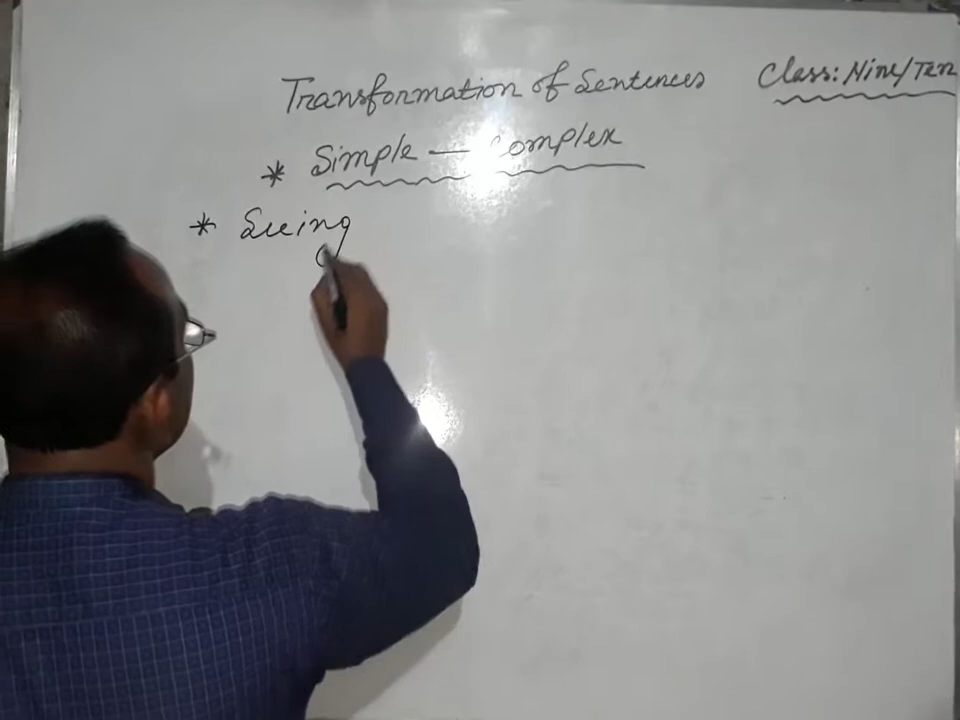 Transformation of Sentences
Class: Nine/Ten
* Simple — Complex
* Seeing